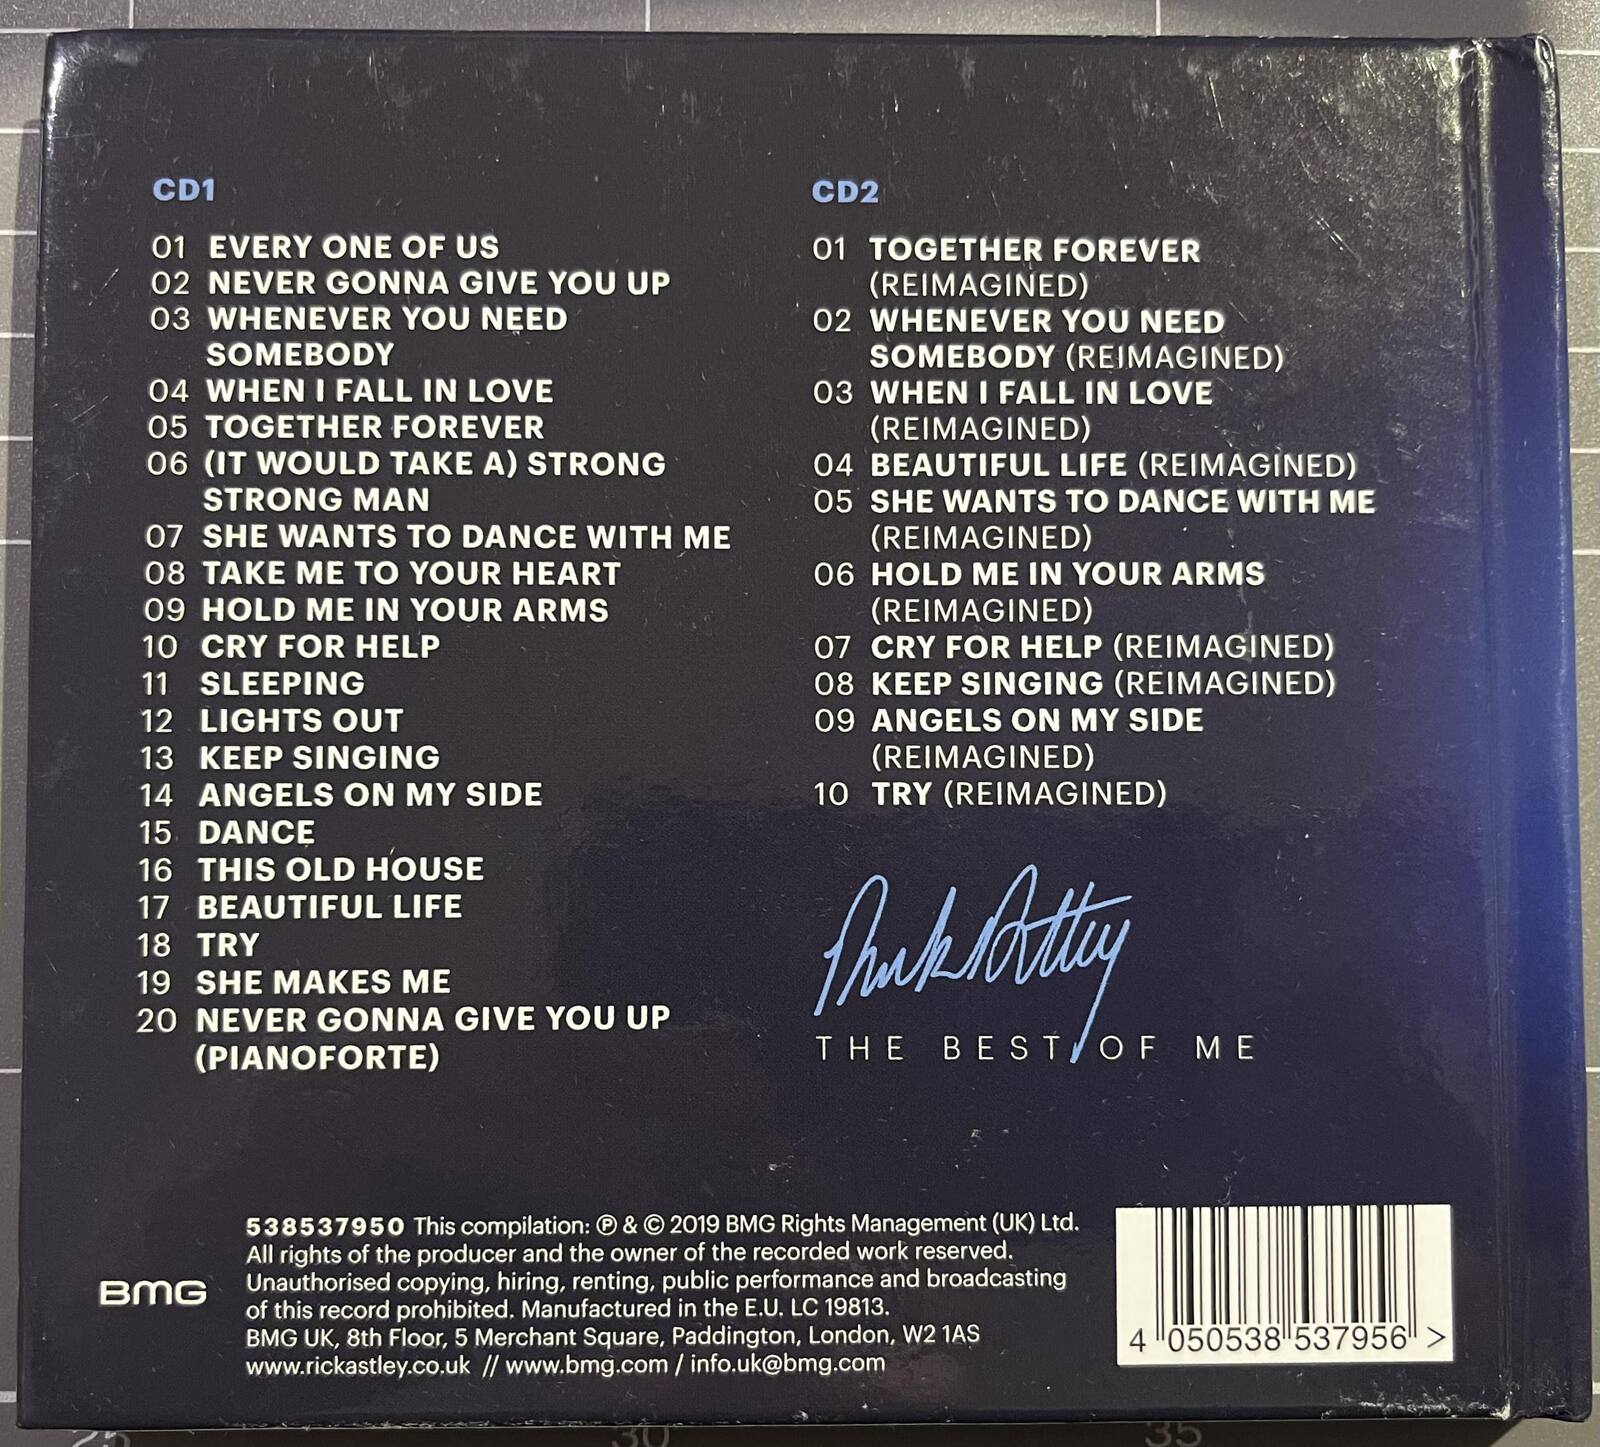 CD1
01 EVERY ONE OF US
02 NEVER GONNA GIVE YOU UP
03 WHENEVER YOU NEED
SOMEBODY
04 WHEN I FALL IN LOVE
05 TOGETHER FOREVER
06 (IT WOULD TAKE A) STRONG
STRONG MAN
07 SHE WANTS TO DANCE WITH ME
08 TAKE ME TO YOUR HEART
09 HOLD ME IN YOUR ARMS
10 CRY FOR HELP
11 SLEEPING
12 LIGHTS OUT
13 KEEP SINGING
14 ANGELS ON MY SIDE
15 DANCE
16 THIS OLD HOUSE
17 BEAUTIFUL LIFE
18 TRY
19 SHE MAKES ME
20 NEVER GONNA GIVE YOU UP
(PIANOFORTE)
CD2
01 TOGETHER FOREVER
(REIMAGINED)
02 WHENEVER YOU NEED
SOMEBODY (REIMAGINED)
03 WHEN I FALL IN LOVE
(REIMAGINED)
04 BEAUTIFUL LIFE (REIMAGINED)
05 SHE WANTS TO DANCE WITH ME
(REIMAGINED)
06 HOLD ME IN YOUR ARMS
(REIMAGINED)
07 CRY FOR HELP (REIMAGINED)
08 KEEP SINGING (REIMAGINED)
09 ANGELS ON MY SIDE
(REIMAGINED)
10 TRY (REIMAGINED)
Rick Astley
THE BEST OF ME
BMG
538537950 This compilation: ℗ & © 2019 BMG Rights Management (UK) Ltd.
All rights of the producer and the owner of the recorded work reserved.
Unauthorised copying, hiring, renting, public performance and broadcasting
of this record prohibited. Manufactured in the E.U. LC 19813.
BMG UK, 8th Floor, 5 Merchant Square, Paddington, London, W2 1AS
www.rickastley.co.uk // www.bmg.com / info.uk@bmg.com
4 050538 537956 >
25 30 35